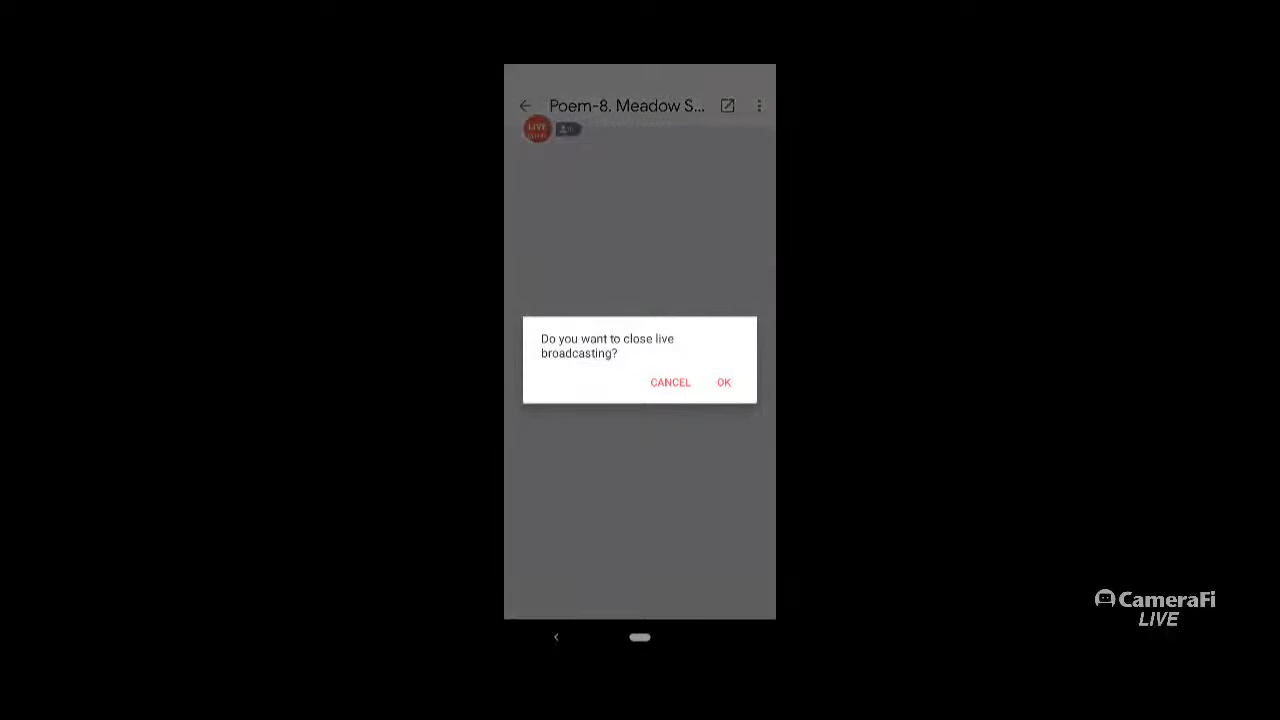 Poem-8. Meadow S...
LIVE
Do you want to close live
broadcasting?
CANCEL OK
CameraFi
LIVE